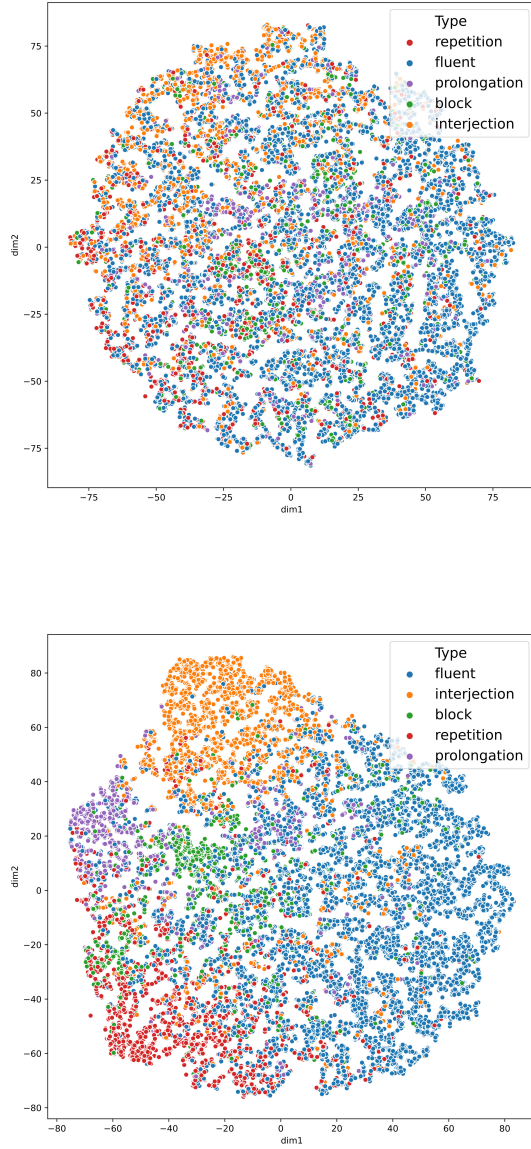 Type
repetition
fluent
prolongation
block
interjection
75
50
25
0
−25
−50
−75
dim2
−75 −50 −25 0 25 50 75
dim1
Type
fluent
interjection
block
repetition
prolongation
80
60
40
20
0
−20
−40
−60
−80
dim2
−80 −60 −40 −20 0 20 40 60 80
dim1